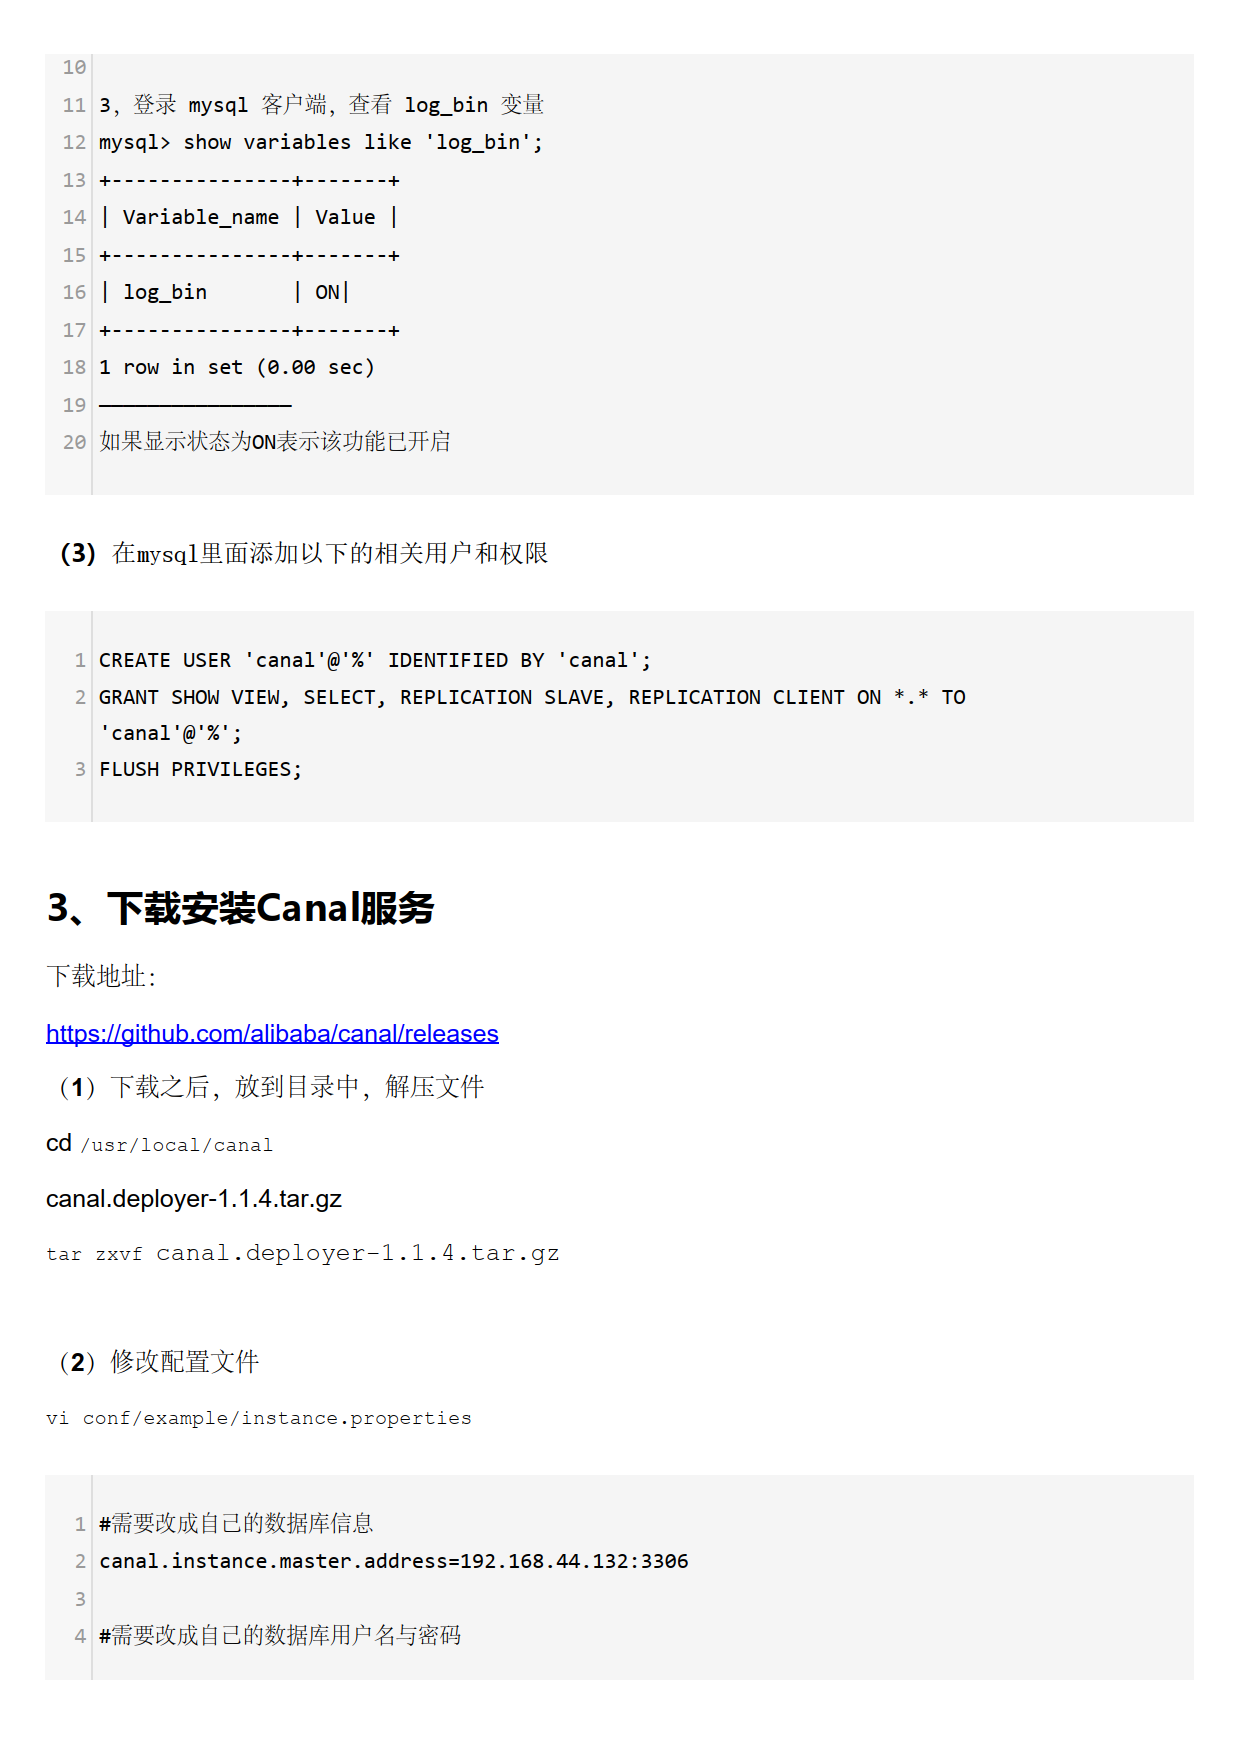 10
11 3，登录 mysql 客户端，查看 log_bin 变量
12 mysql> show variables like 'log_bin';
13 +---------------+-------+
14 | Variable_name | Value |
15 +---------------+-------+
16 | log_bin       | ON|
17 +---------------+-------+
18 1 row in set (0.00 sec)
19 ————————————————
20 如果显示状态为ON表示该功能已开启
（3）在mysql里面添加以下的相关用户和权限
1 CREATE USER 'canal'@'%' IDENTIFIED BY 'canal';
2 GRANT SHOW VIEW, SELECT, REPLICATION SLAVE, REPLICATION CLIENT ON *.* TO
'canal'@'%';
3 FLUSH PRIVILEGES;
3、下载安装Canal服务
下载地址：
https://github.com/alibaba/canal/releases
（1）下载之后，放到目录中，解压文件
cd /usr/local/canal
canal.deployer-1.1.4.tar.gz
tar zxvf canal.deployer-1.1.4.tar.gz
（2）修改配置文件
vi conf/example/instance.properties
1 #需要改成自己的数据库信息
2 canal.instance.master.address=192.168.44.132:3306
3
4 #需要改成自己的数据库用户名与密码